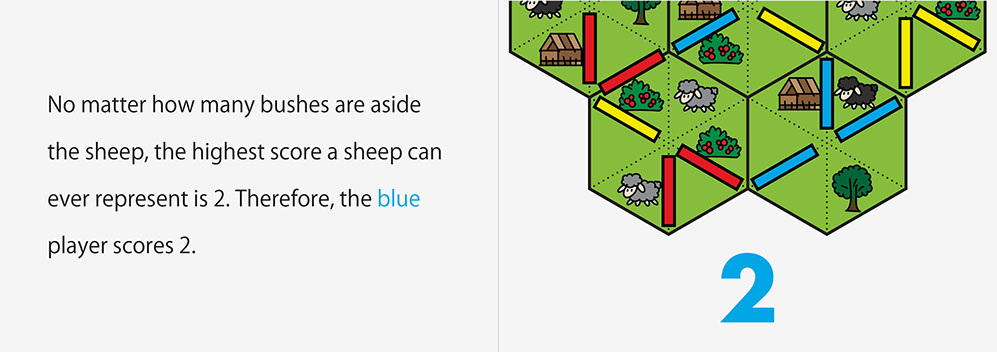 No matter how many bushes are aside
the sheep, the highest score a sheep can
ever represent is 2. Therefore, the blue
player scores 2.
2